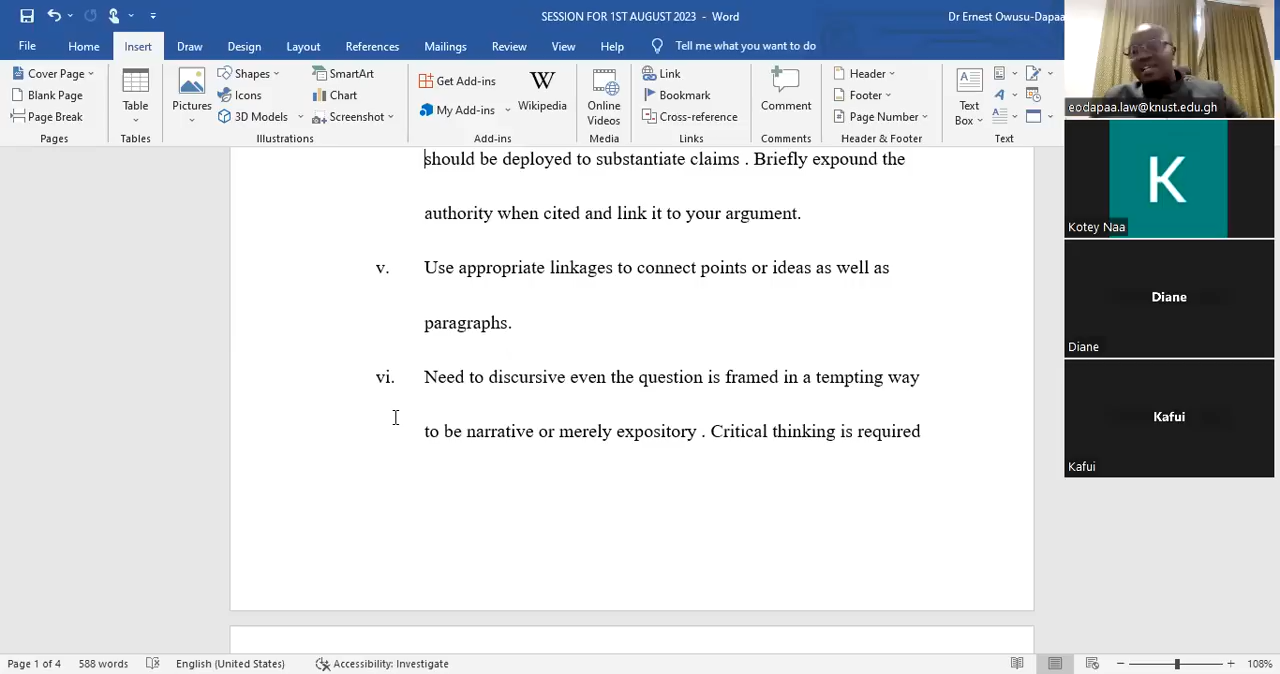 SESSION FOR 1ST AUGUST 2023 - Word
Dr Ernest Owusu-Dapaa
File Home Insert Draw Design Layout References Mailings Review View Help Tell me what you want to do
Cover Page
Blank Page
Page Break
Pages
Table
Tables
Pictures
Shapes
Icons
3D Models
SmartArt
Chart
Screenshot
Illustrations
Get Add-ins
My Add-ins
W
Wikipedia
Add-ins
Online
Videos
Media
Link
Bookmark
Cross-reference
Links
Comment
Comments
Header
Footer
Page Number
Header & Footer
Text
Box
Text
should be deployed to substantiate claims . Briefly expound the
authority when cited and link it to your argument.
v. Use appropriate linkages to connect points or ideas as well as
paragraphs.
vi. Need to discursive even the question is framed in a tempting way
to be narrative or merely expository . Critical thinking is required
eodapaa.law@knust.edu.gh
K
Kotey Naa
Diane
Diane
Kafui
Kafui
Page 1 of 4 588 words English (United States) Accessibility: Investigate 108%